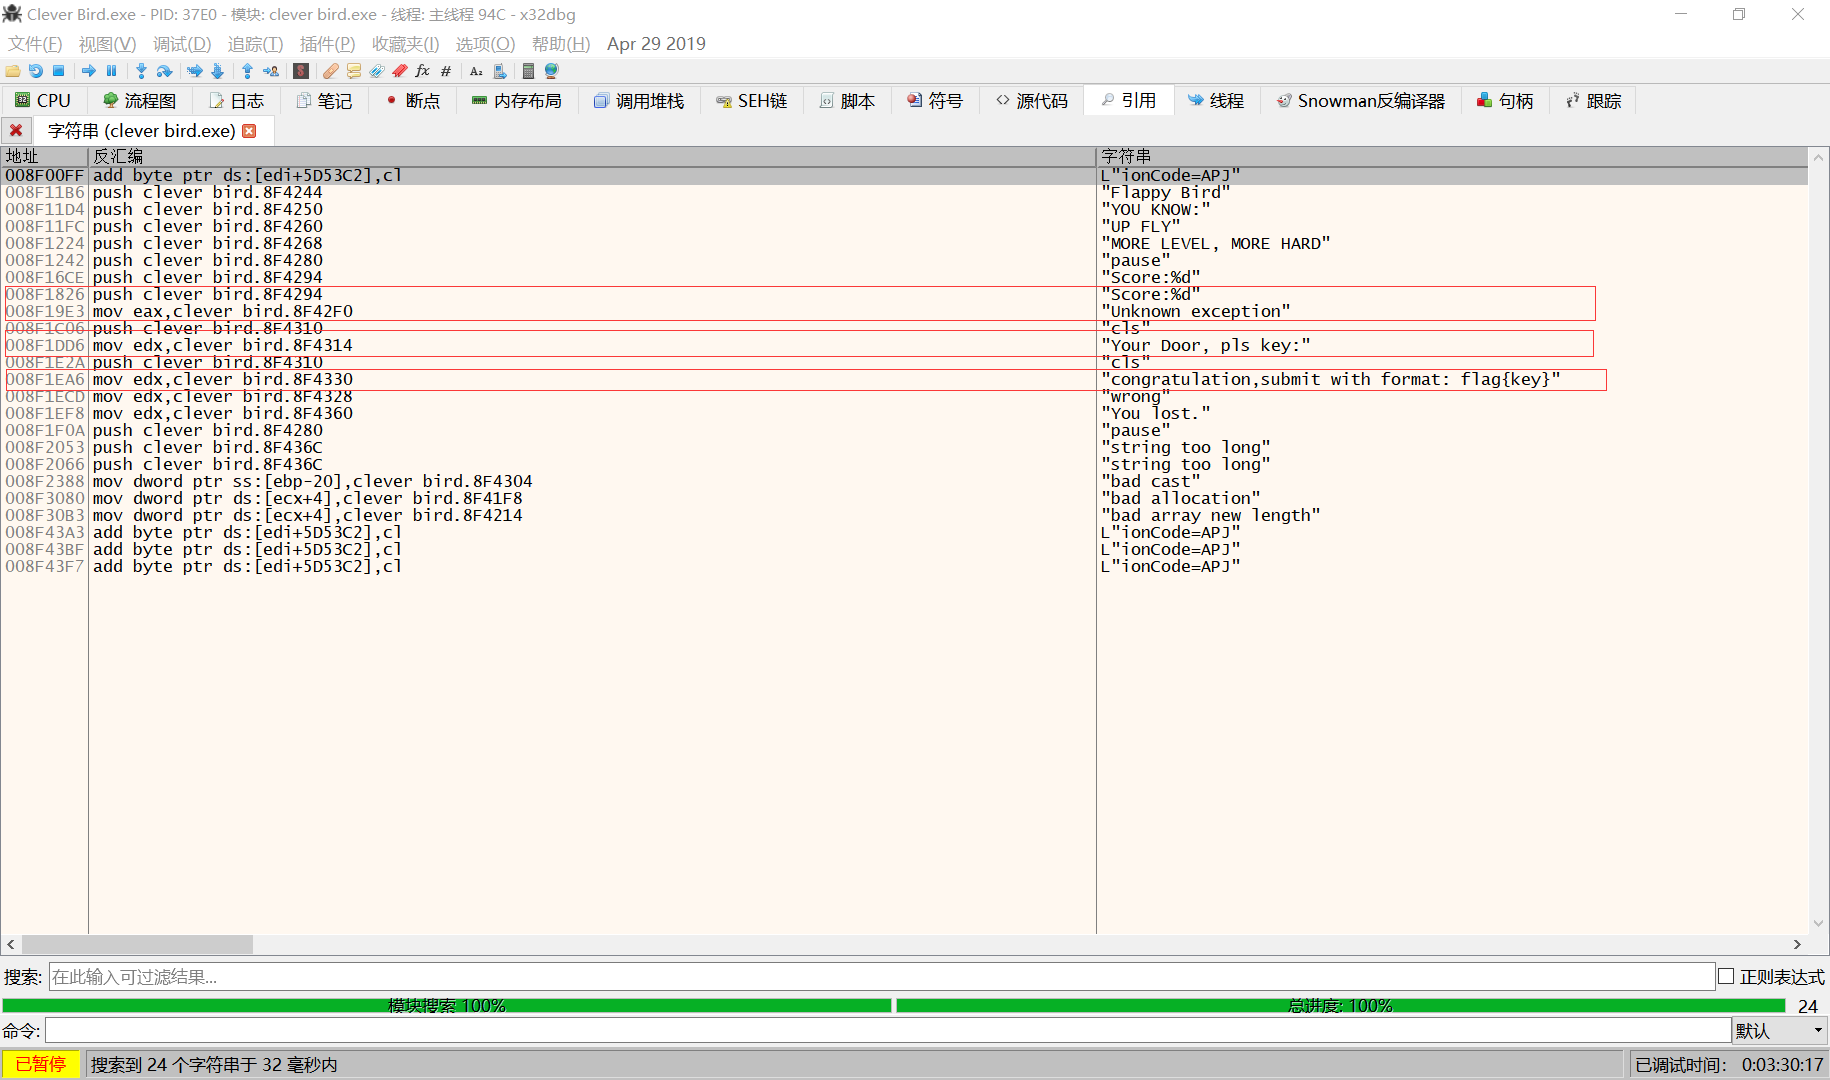 Clever Bird.exe - PID: 37E0 - 模块: clever bird.exe - 线程: 主线程 94C - x32dbg
文件(F) 视图(V) 调试(D) 追踪(T) 插件(P) 收藏夹(I) 选项(O) 帮助(H) Apr 29 2019
CPU 流程图 日志 笔记 断点 内存布局 调用堆栈 SEH链 脚本 符号 源代码 引用 线程 Snowman反编译器 句柄 跟踪
字符串 (clever bird.exe)
地址 反汇编 字符串
008F00FF add byte ptr ds:[edi+5D53C2],cl L"ionCode=APJ"
008F11B6 push clever bird.8F4244 "Flappy Bird"
008F11D4 push clever bird.8F4250 "YOU KNOW:"
008F11FC push clever bird.8F4260 "UP FLY"
008F1224 push clever bird.8F4268 "MORE LEVEL, MORE HARD"
008F1242 push clever bird.8F4280 "pause"
008F16CE push clever bird.8F4294 "Score:%d"
008F1826 push clever bird.8F4294 "Score:%d"
008F19E3 mov eax,clever bird.8F42F0 "Unknown exception"
008F1C06 push clever bird.8F4310 "cls"
008F1DD6 mov edx,clever bird.8F4314 "Your Door, pls key:"
008F1E2A push clever bird.8F4310 "cls"
008F1EA6 mov edx,clever bird.8F4330 "congratulation,submit with format: flag{key}"
008F1ECD mov edx,clever bird.8F4328 "wrong"
008F1EF8 mov edx,clever bird.8F4360 "You lost."
008F1F0A push clever bird.8F4280 "pause"
008F2053 push clever bird.8F436C "string too long"
008F2066 push clever bird.8F436C "string too long"
008F2388 mov dword ptr ss:[ebp-20],clever bird.8F4304 "bad cast"
008F3080 mov dword ptr ds:[ecx+4],clever bird.8F41F8 "bad allocation"
008F30B3 mov dword ptr ds:[ecx+4],clever bird.8F4214 "bad array new length"
008F43A3 add byte ptr ds:[edi+5D53C2],cl L"ionCode=APJ"
008F43BF add byte ptr ds:[edi+5D53C2],cl L"ionCode=APJ"
008F43F7 add byte ptr ds:[edi+5D53C2],cl L"ionCode=APJ"
搜索: 在此输入可过滤结果... 正则表达式
模块搜索 100% 总进度: 100% 24
命令: 默认
已暂停 搜索到 24 个字符串于 32 毫秒内 已调试时间: 0:03:30:17